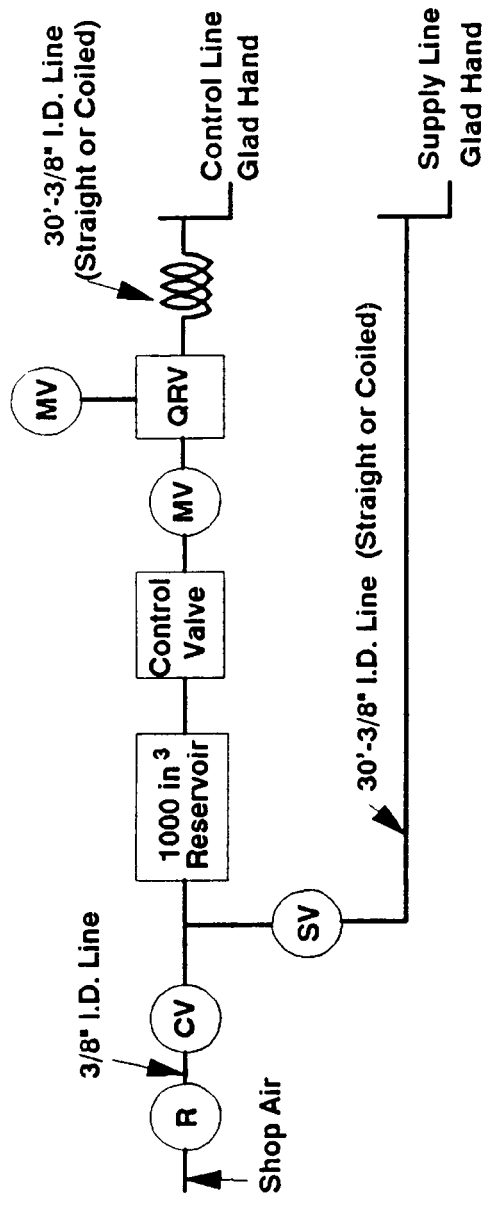 Shop Air
R
3/8" I.D. Line
CV
SV
1000 in³
Reservoir
Control
Valve
MV
QRV
MV
30'-3/8" I.D. Line
(Straight or Coiled)
Control Line
Glad Hand
30'-3/8" I.D. Line (Straight or Coiled)
Supply Line
Glad Hand